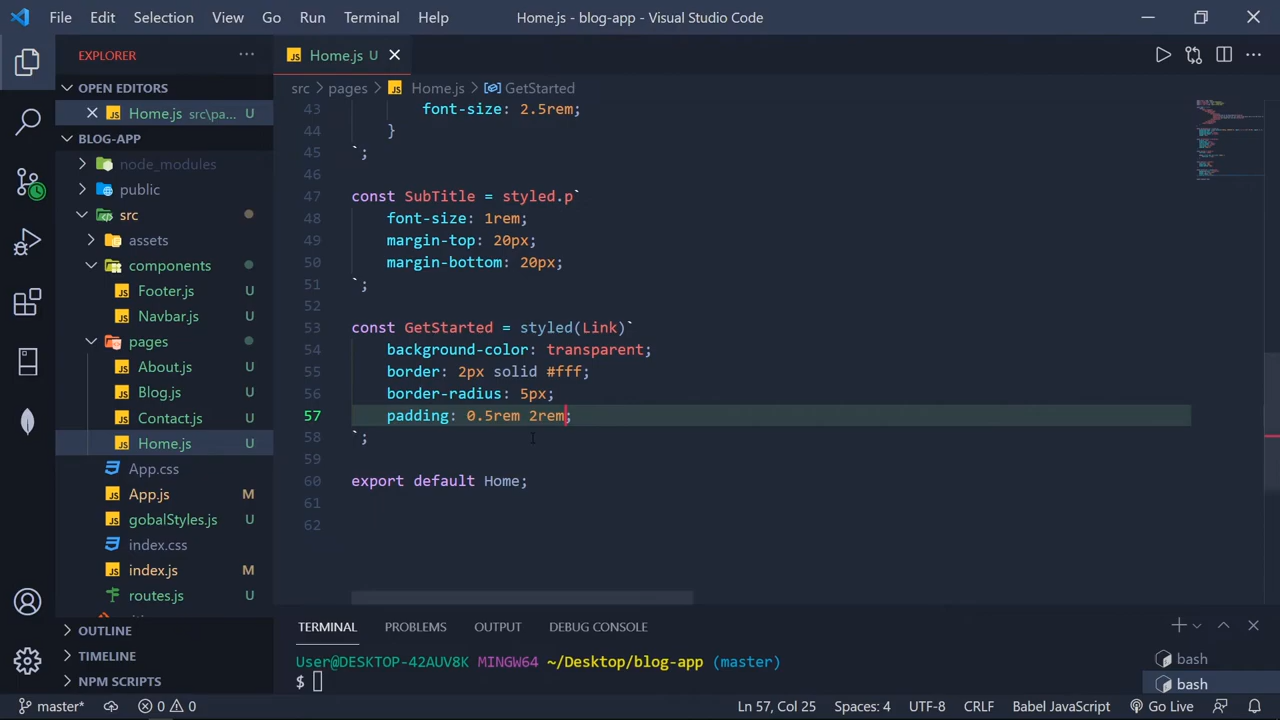 File Edit Selection View Go Run Terminal Help Home.js - blog-app - Visual Studio Code
EXPLORER
OPEN EDITORS
Home.js src\pa... U
BLOG-APP
node_modules
public
src
assets
components
Footer.js U
Navbar.js U
pages
About.js U
Blog.js U
Contact.js U
Home.js U
App.css
App.js M
gobalStyles.js U
index.css
index.js M
routes.js U
OUTLINE
TIMELINE
NPM SCRIPTS
Home.js U
src > pages > Home.js > GetStarted
43 font-size: 2.5rem;
44 }
45 `;
46
47 const SubTitle = styled.p`
48 font-size: 1rem;
49 margin-top: 20px;
50 margin-bottom: 20px;
51 `;
52
53 const GetStarted = styled(Link)`
54 background-color: transparent;
55 border: 2px solid #fff;
56 border-radius: 5px;
57 padding: 0.5rem 2rem;
58 `;
59
60 export default Home;
61
62
TERMINAL PROBLEMS OUTPUT DEBUG CONSOLE
User@DESKTOP-42AUV8K MINGW64 ~/Desktop/blog-app (master)
$
bash
bash
master* 0 0 Ln 57, Col 25 Spaces: 4 UTF-8 CRLF Babel JavaScript Go Live